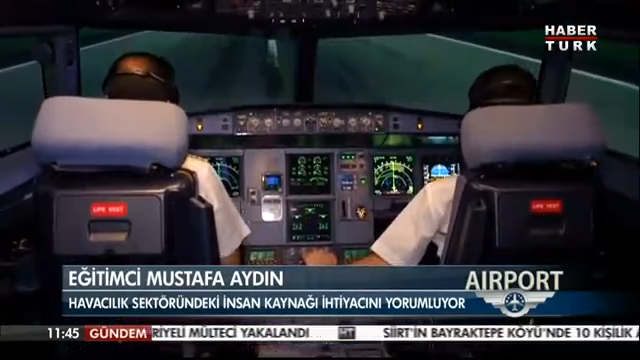 HABER
TÜRK
LIFE VEST
LIFE VEST
EĞİTİMCİ MUSTAFA AYDIN
HAVACILIK SEKTÖRÜNDEKİ İNSAN KAYNAĞI İHTİYACINI YORUMLUYOR
AIRPORT
11:45 GÜNDEM RİYELİ MÜLTECİ YAKALANDI HT SİİRT'İN BAYRAKTEPE KÖYÜ'NDE 10 KİŞİLİK A